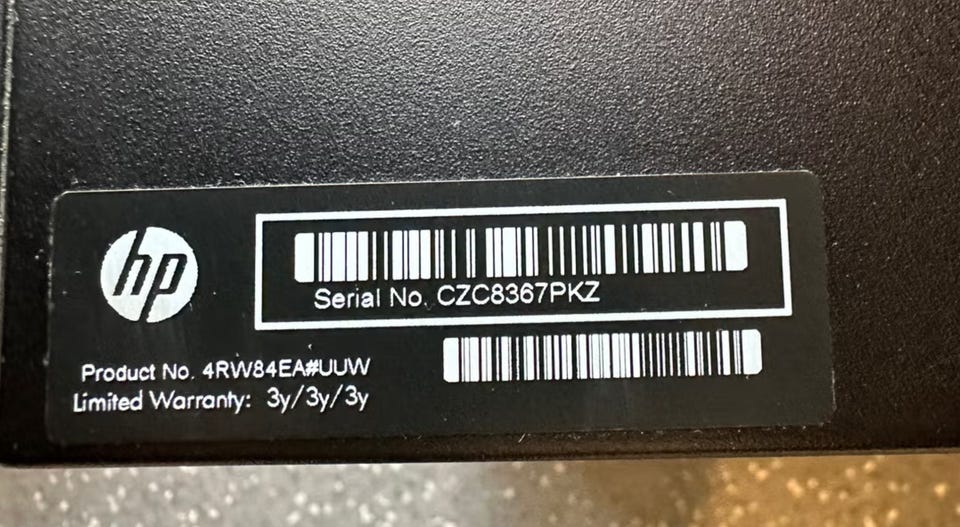 hp
Serial No. CZC8367PKZ
Product No. 4RW84EA#UUW
Limited Warranty: 3y/3y/3y